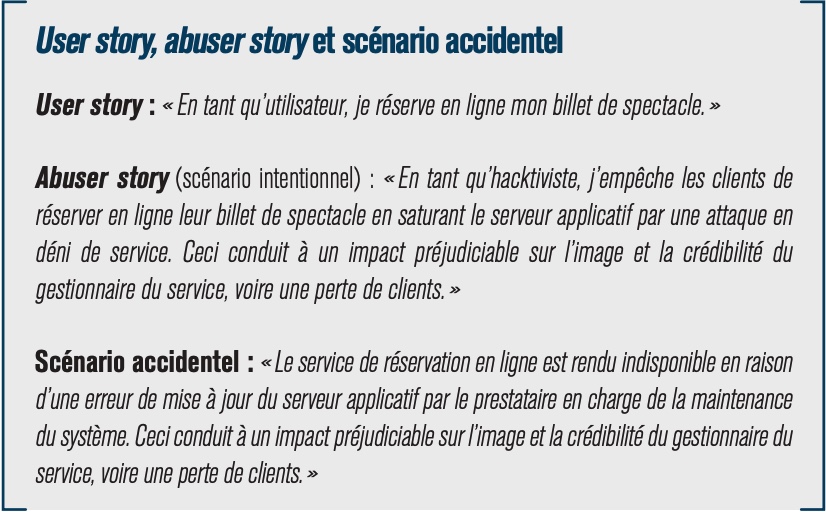 User story, abuser story et scénario accidentel
User story : « En tant qu’utilisateur, je réserve en ligne mon billet de spectacle. »
Abuser story (scénario intentionnel) : « En tant qu’hacktiviste, j’empêche les clients de
réserver en ligne leur billet de spectacle en saturant le serveur applicatif par une attaque en
déni de service. Ceci conduit à un impact préjudiciable sur l’image et la crédibilité du
gestionnaire du service, voire une perte de clients. »
Scénario accidentel : « Le service de réservation en ligne est rendu indisponible en raison
d’une erreur de mise à jour du serveur applicatif par le prestataire en charge de la maintenance
du système. Ceci conduit à un impact préjudiciable sur l’image et la crédibilité du gestionnaire du
service, voire une perte de clients. »